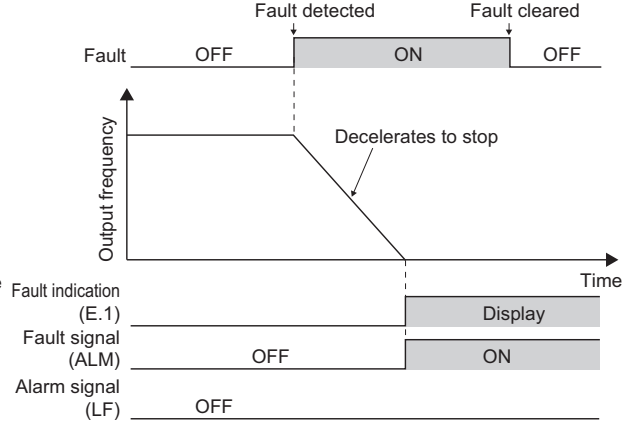 Fault detected
Fault cleared
Fault
OFF
ON
OFF
Output frequency
Decelerates to stop
Time
e
Fault indication
(E.1)
Display
Fault signal
(ALM)
OFF
ON
Alarm signal
(LF)
OFF